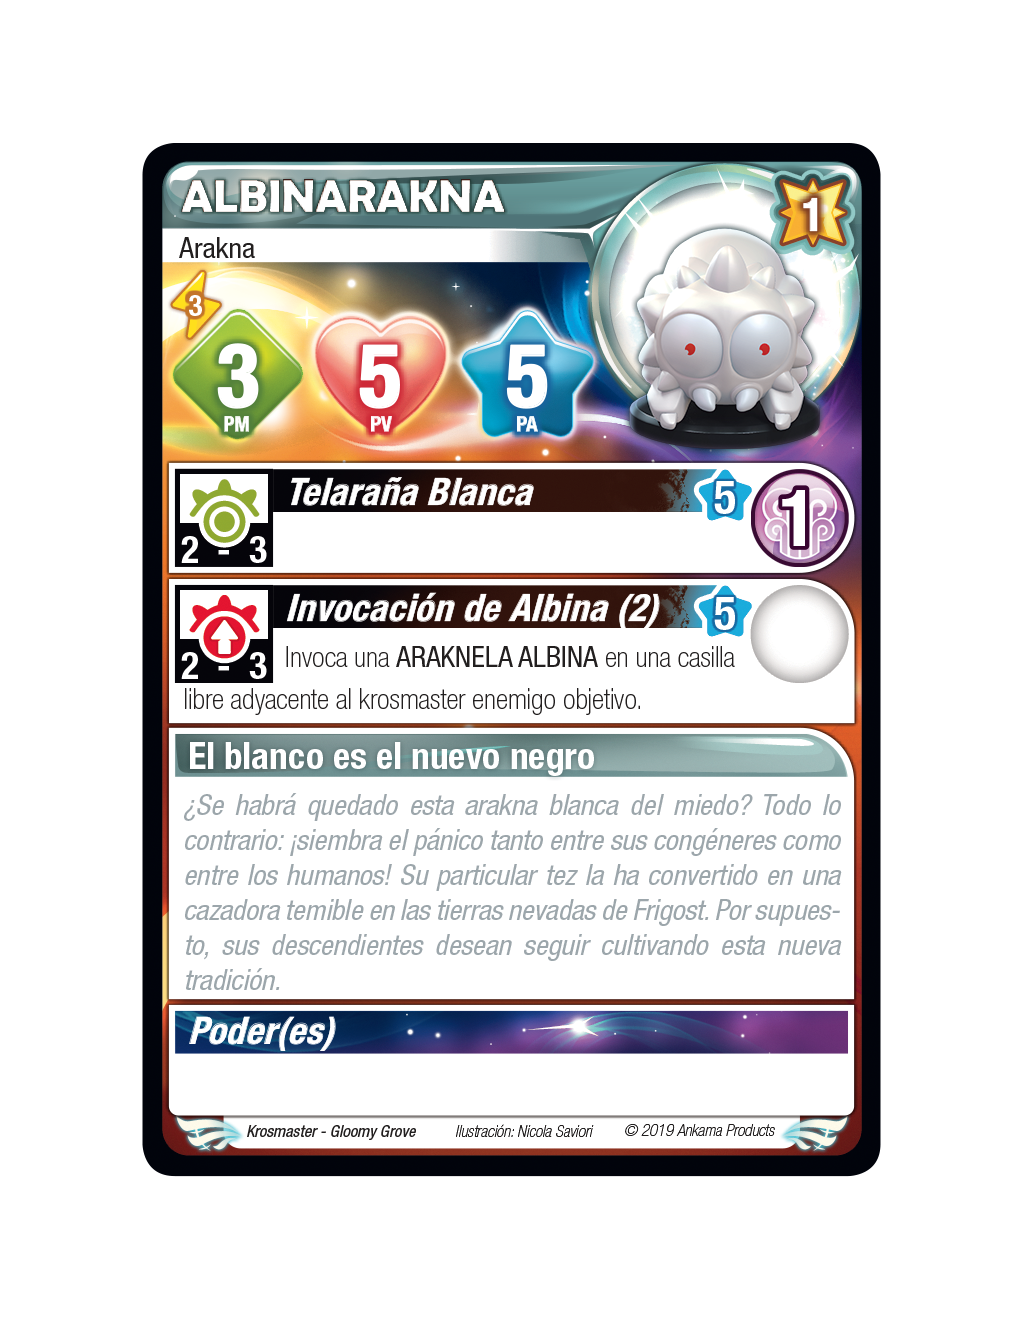 ALBINARAKNA
1
Arakna
3
3
PM
5
PV
5
PA
Telaraña Blanca
5
1
2 - 3
Invocación de Albina (2)
5
2 - 3
Invoca una ARAKNELA ALBINA en una casilla
libre adyacente al krosmaster enemigo objetivo.
El blanco es el nuevo negro
¿Se habrá quedado esta arakna blanca del miedo? Todo lo
contrario: ¡siembra el pánico tanto entre sus congéneres como
entre los humanos! Su particular tez la ha convertido en una
cazadora temible en las tierras nevadas de Frigost. Por supues-
to, sus descendientes desean seguir cultivando esta nueva
tradición.
Poder(es)
Krosmaster - Gloomy Grove Ilustración: Nicola Saviori © 2019 Ankama Products